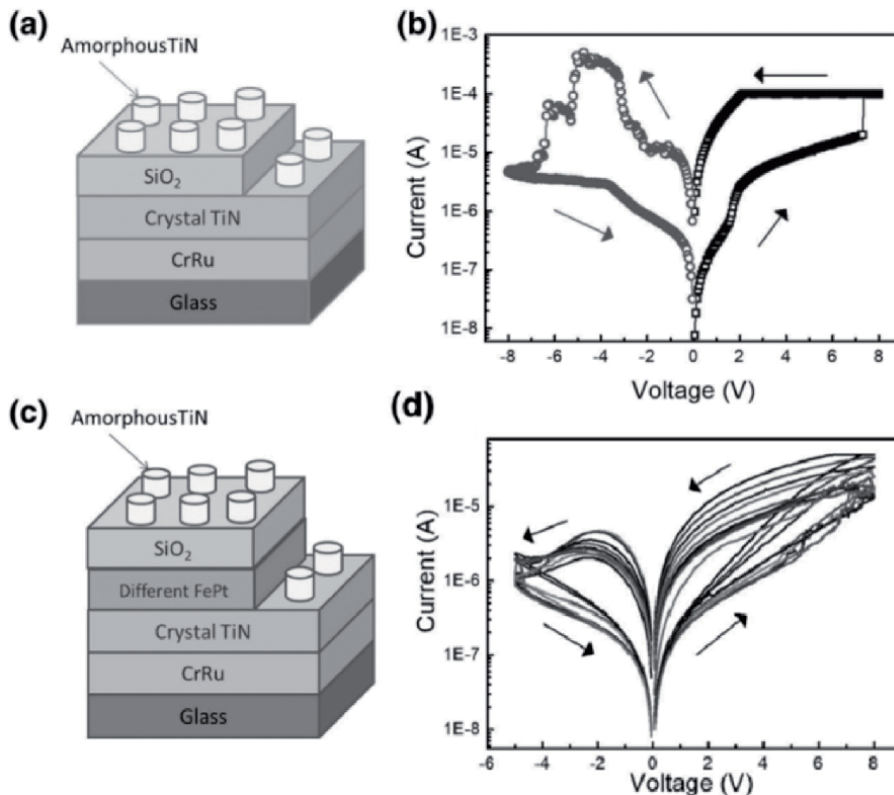 (a)
AmorphousTiN
SiO₂
Crystal TiN
CrRu
Glass
(b)
1E-3
1E-4
1E-5
1E-6
1E-7
1E-8
Current (A)
-8 -6 -4 -2 0 2 4 6 8
Voltage (V)
(c)
AmorphousTiN
SiO₂
Different FePt
Crystal TiN
CrRu
Glass
(d)
1E-5
1E-6
1E-7
1E-8
Current (A)
-6 -4 -2 0 2 4 6 8
Voltage (V)